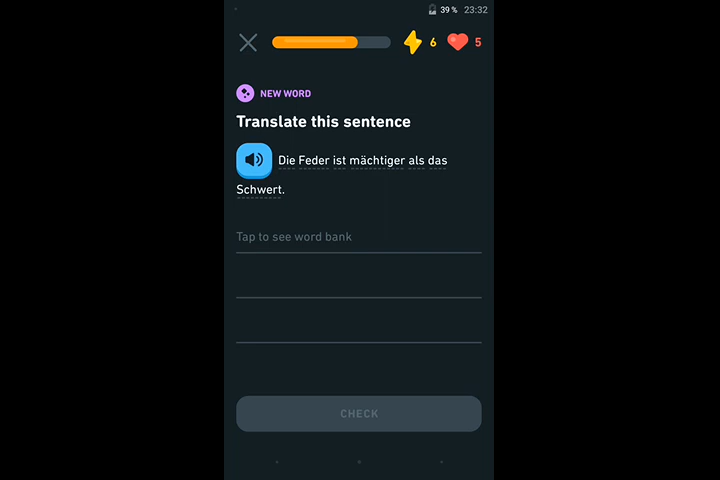 39 % 23:32
6 5
NEW WORD
Translate this sentence
Die Feder ist mächtiger als das
Schwert.
Tap to see word bank
CHECK